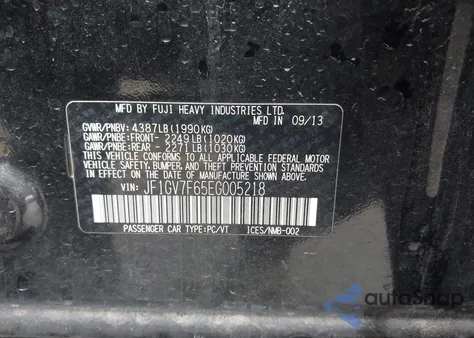 MFD BY FUJI HEAVY INDUSTRIES LTD.
MFD IN 09/13
GVWR/PNBV: 4387LB(1990KG)
GAWR/PNBE:FRONT- 2249LB(1020KG)
GAWR/PNBE:REAR - 2271LB(1030KG)
THIS VEHICLE CONFORMS TO ALL APPLICABLE FEDERAL MOTOR
VEHICLE SAFETY, BUMPER, AND THEFT PREVENTION STANDARDS
IN EFFECT ON THE DATE OF MANUFACTURE SHOWN ABOVE.
VIN: JF1GV7F65EG005218
PASSENGER CAR TYPE:PC/VT ICES/NMB-002
autoSnap